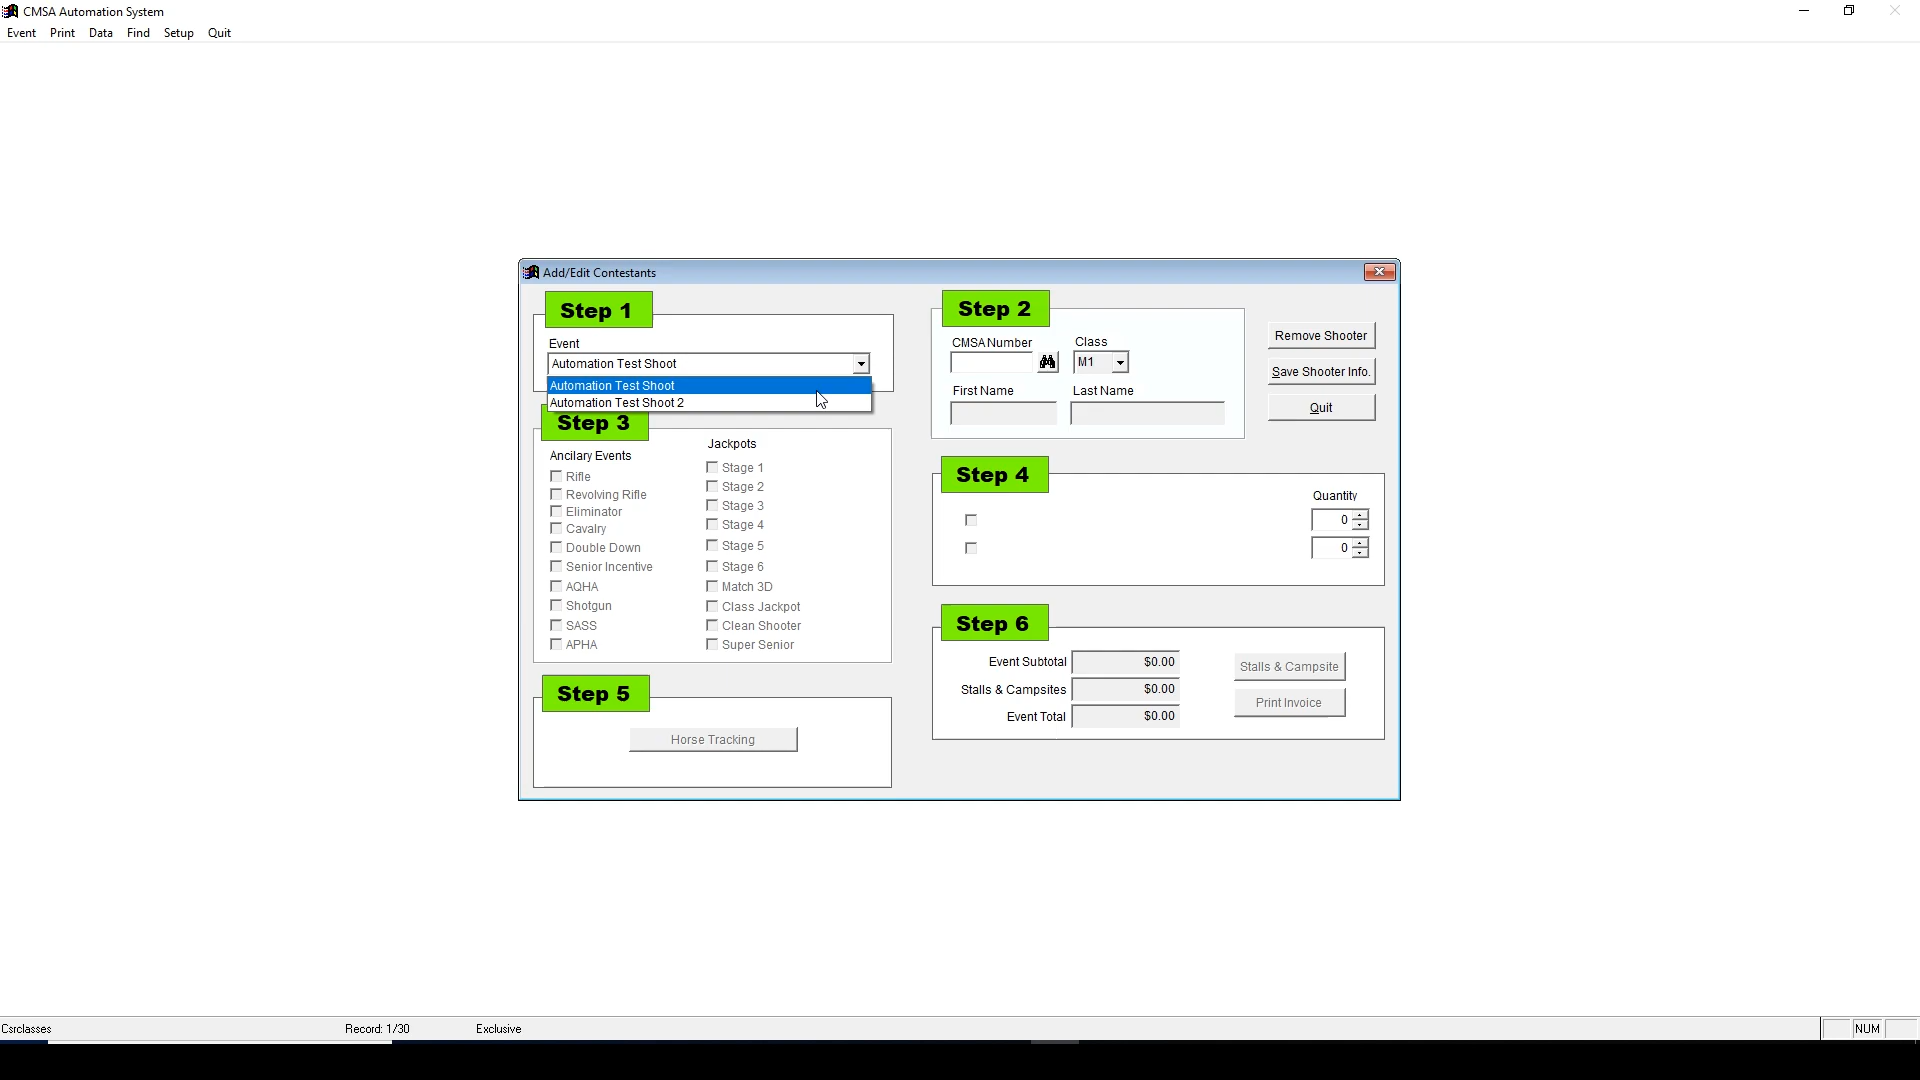 CMSA Automation System
Event Print Data Find Setup Quit
Add/Edit Contestants
Step 1
Event
Automation Test Shoot
Automation Test Shoot
Automation Test Shoot 2
Step 2
CMSA Number Class
M1
First Name Last Name
Remove Shooter
Save Shooter Info.
Quit
Step 3
Ancilary Events
Rifle
Revolving Rifle
Eliminator
Cavalry
Double Down
Senior Incentive
AQHA
Shotgun
SASS
APHA
Jackpots
Stage 1
Stage 2
Stage 3
Stage 4
Stage 5
Stage 6
Match 3D
Class Jackpot
Clean Shooter
Super Senior
Step 4
Quantity
0
0
Step 5
Horse Tracking
Step 6
Event Subtotal $0.00
Stalls & Campsites $0.00
Event Total $0.00
Stalls & Campsite
Print Invoice
Csrclasses Record: 1/30 Exclusive NUM